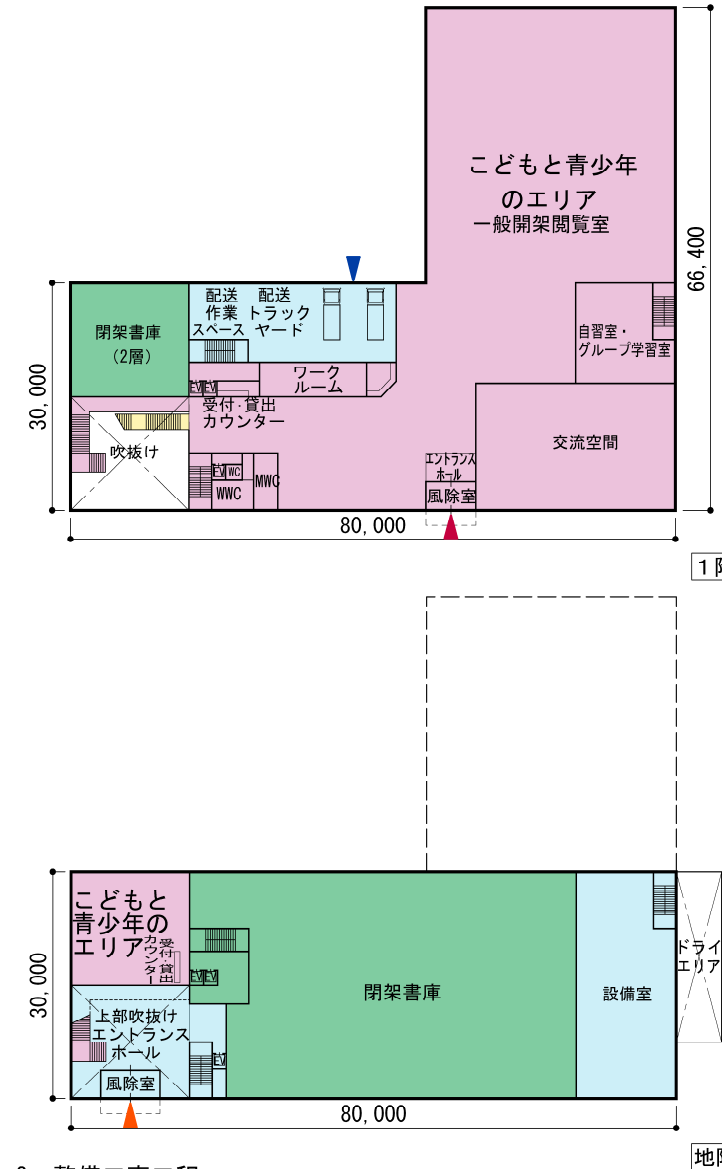 こどもと青少年
のエリア
一般開架閲覧室
66,400
配送
作業
スペース
配送
トラック
ヤード
閉架書庫
(2層)
自習室・
グループ学習室
ワーク
ルーム
EV EV
受付・貸出
カウンター
30,000
吹抜け
交流空間
エントランス
ホール
風除室
EV WC
WWC
MWC
80,000
こどもと
青少年の
エリア
受付・貸出
カウンター
EV EV
30,000
閉架書庫
設備室
ドライ
エリア
上部吹抜け
エントランス
ホール
EV
風除室
80,000